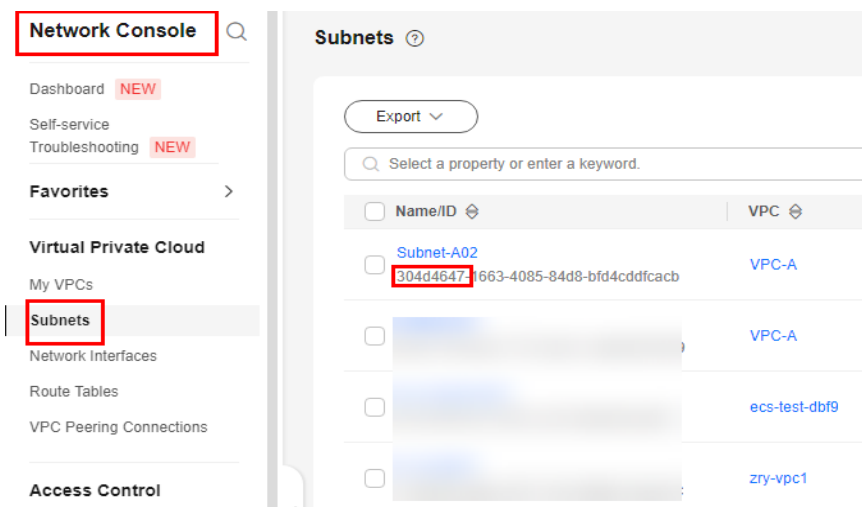 Network Console
Dashboard NEW
Self-service
Troubleshooting NEW
Favorites
Virtual Private Cloud
My VPCs
Subnets
Network Interfaces
Route Tables
VPC Peering Connections
Access Control
Subnets ?
Export
Select a property or enter a keyword.
Name/ID VPC
Subnet-A02
304d4647-1663-4085-84d8-bfd4cddfcacb
VPC-A
VPC-A
ecs-test-dbf9
zry-vpc1